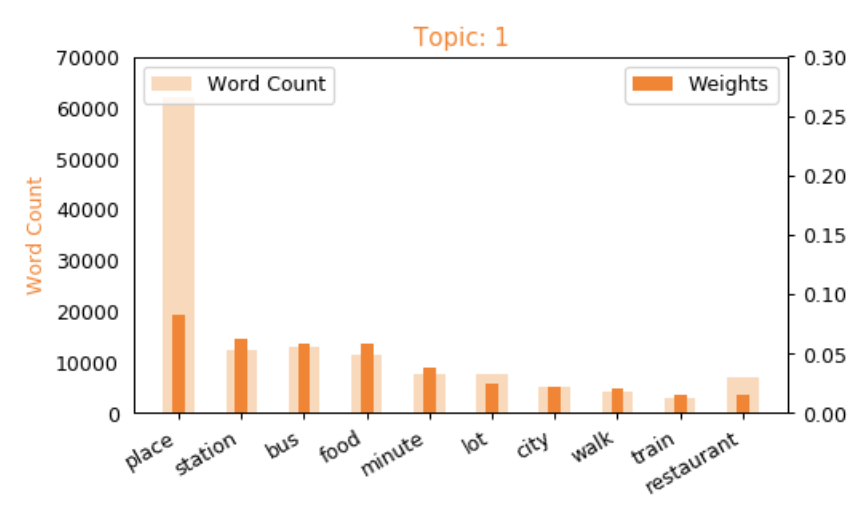 Topic: 1
Word Count
Weights
Word Count
70000
60000
50000
40000
30000
20000
10000
0
0.30
0.25
0.20
0.15
0.10
0.05
0.00
place
station
bus
food
minute
lot
city
walk
train
restaurant